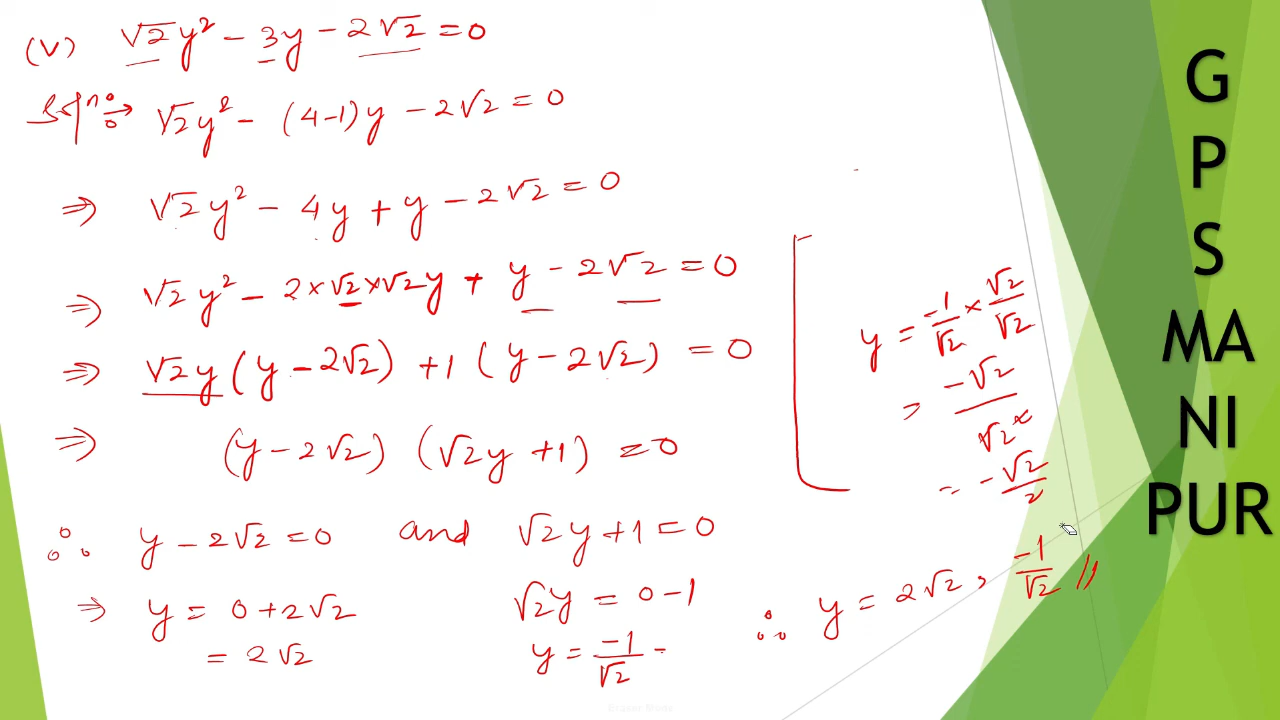 (V) √2y² - 3y - 2√2 = 0
Solⁿ: → √2y² - (4-1)y - 2√2 = 0
⇒ √2y² - 4y + y - 2√2 = 0
⇒ √2y² - 2×√2×√2y + y - 2√2 = 0
⇒ √2y(y - 2√2) + 1(y - 2√2) = 0
⇒ (y - 2√2) (√2y + 1) = 0
∴ y - 2√2 = 0 and √2y + 1 = 0
⇒ y = 0 + 2√2 √2y = 0 - 1
= 2√2 y = -1/√2
y = -1/√2 × √2/√2
= -√2/√2×
= -√2/2
∴ y = 2√2, -1/√2 //
G
P
S
MA
NI
PUR